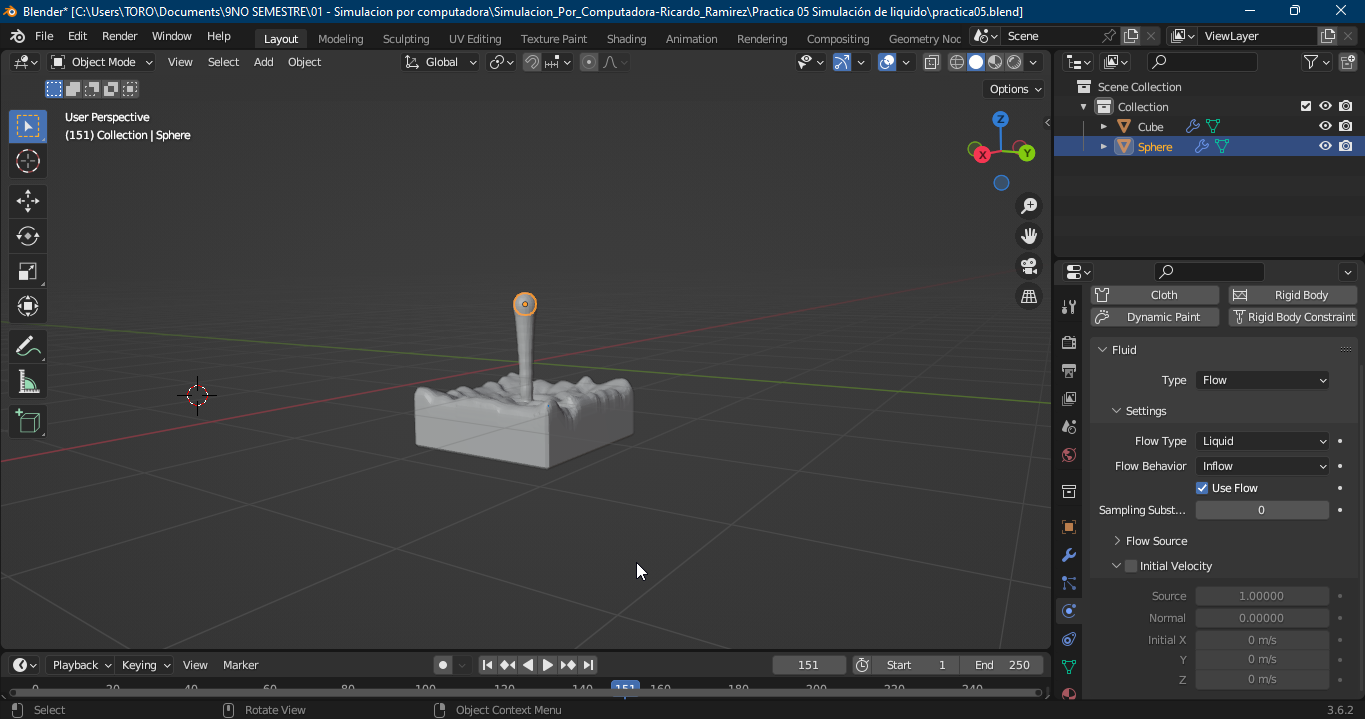 Blender* [C:\Users\TORO\Documents\9NO SEMESTRE\01 - Simulacion por computadora\Simulacion_Por_Computadora-Ricardo_Ramirez\Practica 05 Simulación de liquido\practica05.blend]
File Edit Render Window Help Layout Modeling Sculpting UV Editing Texture Paint Shading Animation Rendering Compositing Geometry Noc Scene ViewLayer
Object Mode View Select Add Object Global
Options
User Perspective
(151) Collection | Sphere
Z
X
Y
Scene Collection
Collection
Cube
Sphere
Cloth Rigid Body
Dynamic Paint Rigid Body Constraint
Fluid
Type Flow
Settings
Flow Type Liquid
Flow Behavior Inflow
Use Flow
Sampling Subst... 0
Flow Source
Initial Velocity
Source 1.00000
Normal 0.00000
Initial X 0 m/s
Y 0 m/s
Z 0 m/s
Playback Keying View Marker 151 Start 1 End 250
0 20 40 60 80 100 120 140 151 160 180 200 220 240
Select Rotate View Object Context Menu 3.6.2